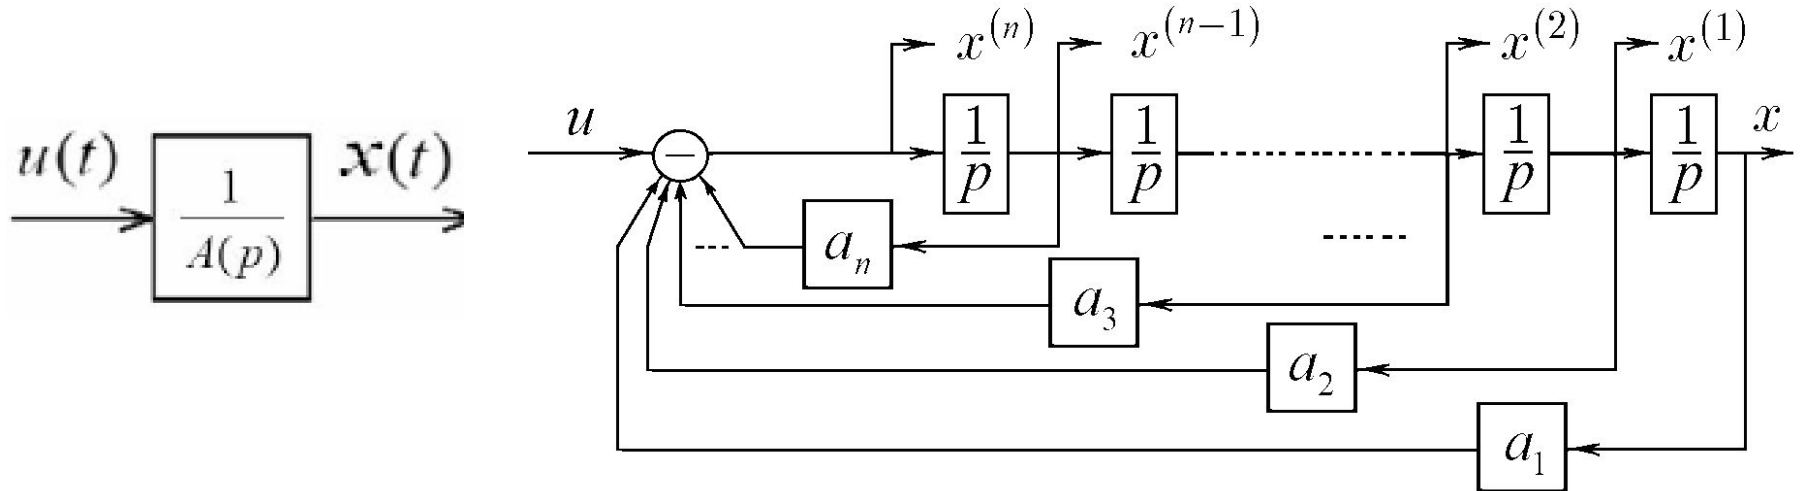 u(t)
1
A(p)
x(t)
x^(n)
x^(n−1)
x^(2)
x^(1)
u
−
1
p
1
p
1
p
1
p
x
a_n
a_3
a_2
a_1